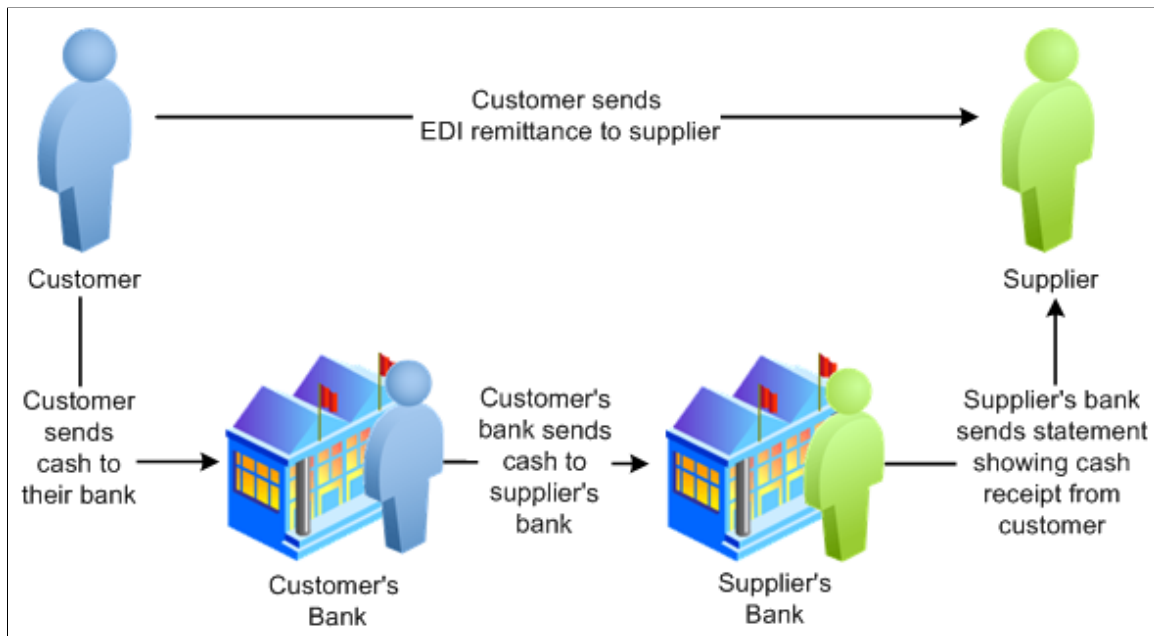 Customer sends
EDI remittance to supplier
Customer
Supplier
Customer
sends
cash to
their bank
Customer's
bank sends
cash to
supplier's
bank
Supplier's bank
sends statement
showing cash
receipt from
customer
Customer's
Bank
Supplier's
Bank